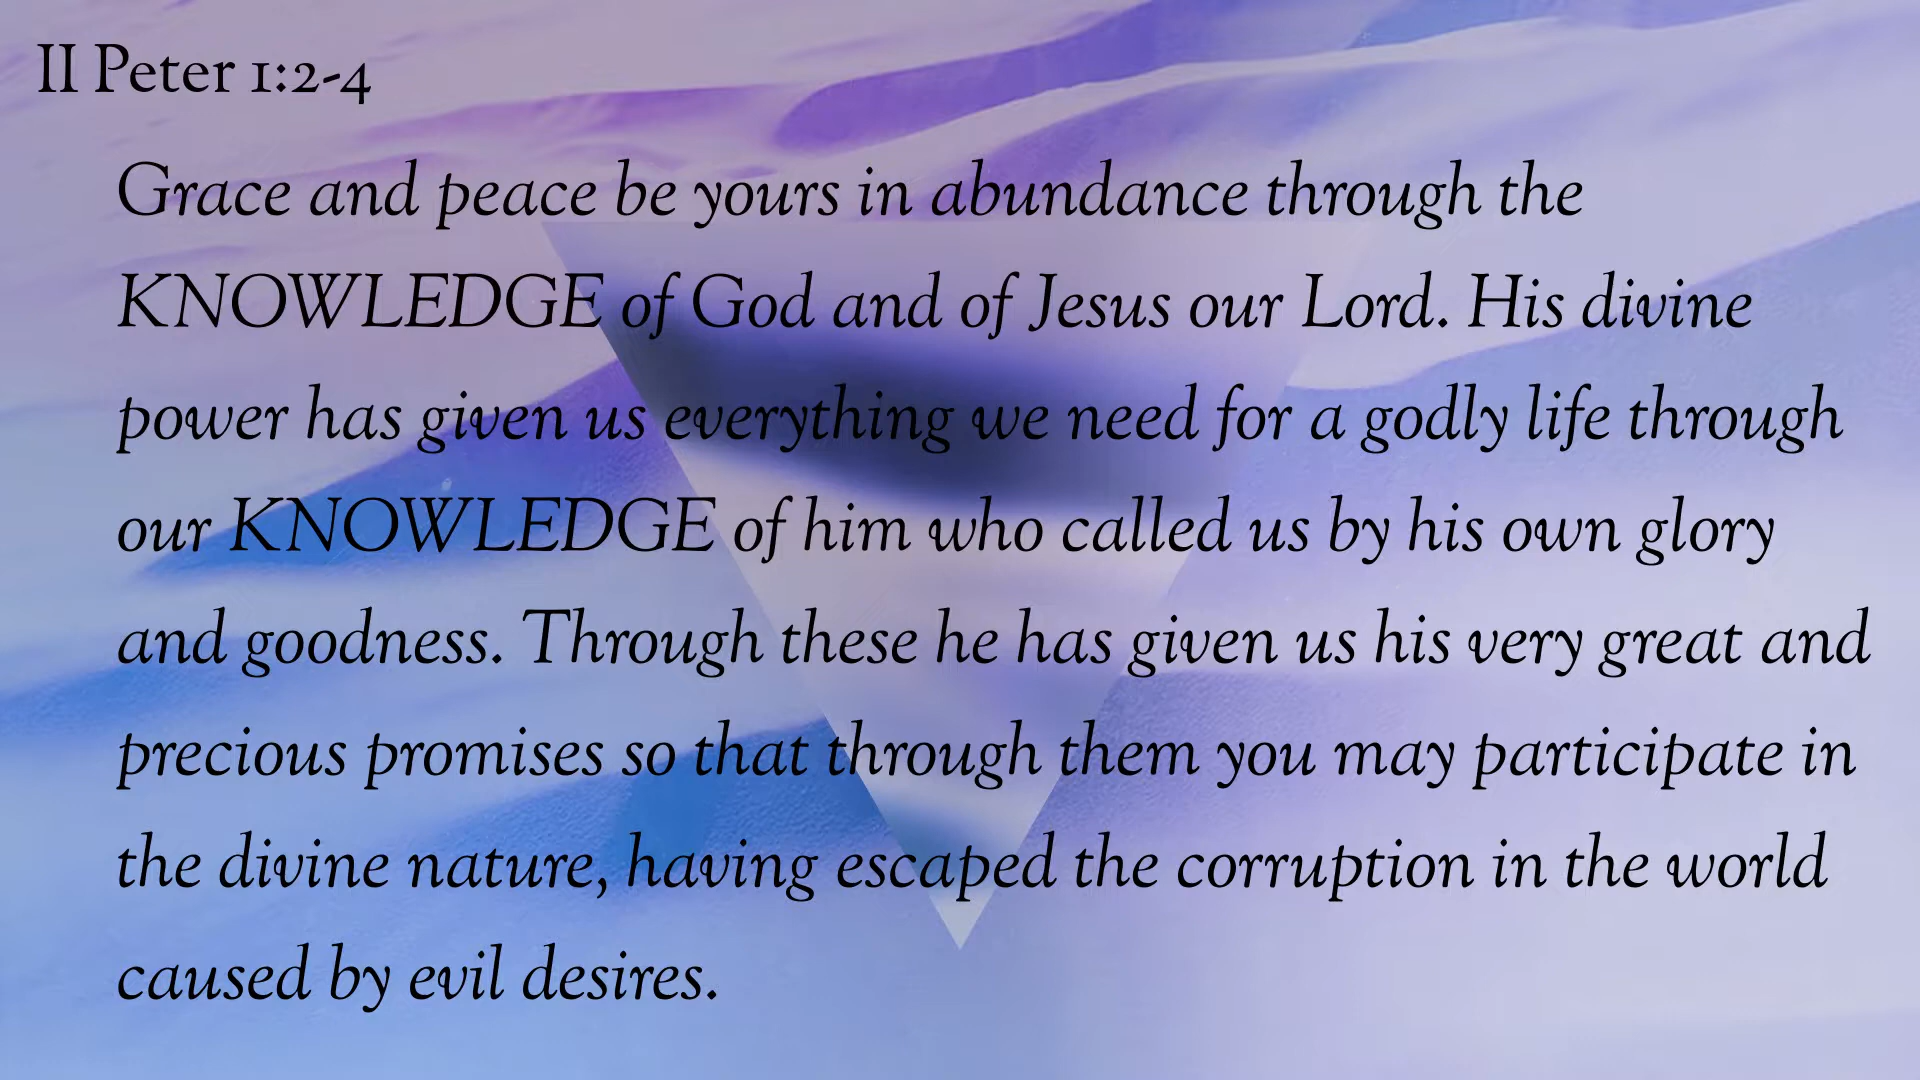 II Peter 1:2-4
Grace and peace be yours in abundance through the
KNOWLEDGE of God and of Jesus our Lord. His divine
power has given us everything we need for a godly life through
our KNOWLEDGE of him who called us by his own glory
and goodness. Through these he has given us his very great and
precious promises so that through them you may participate in
the divine nature, having escaped the corruption in the world
caused by evil desires.